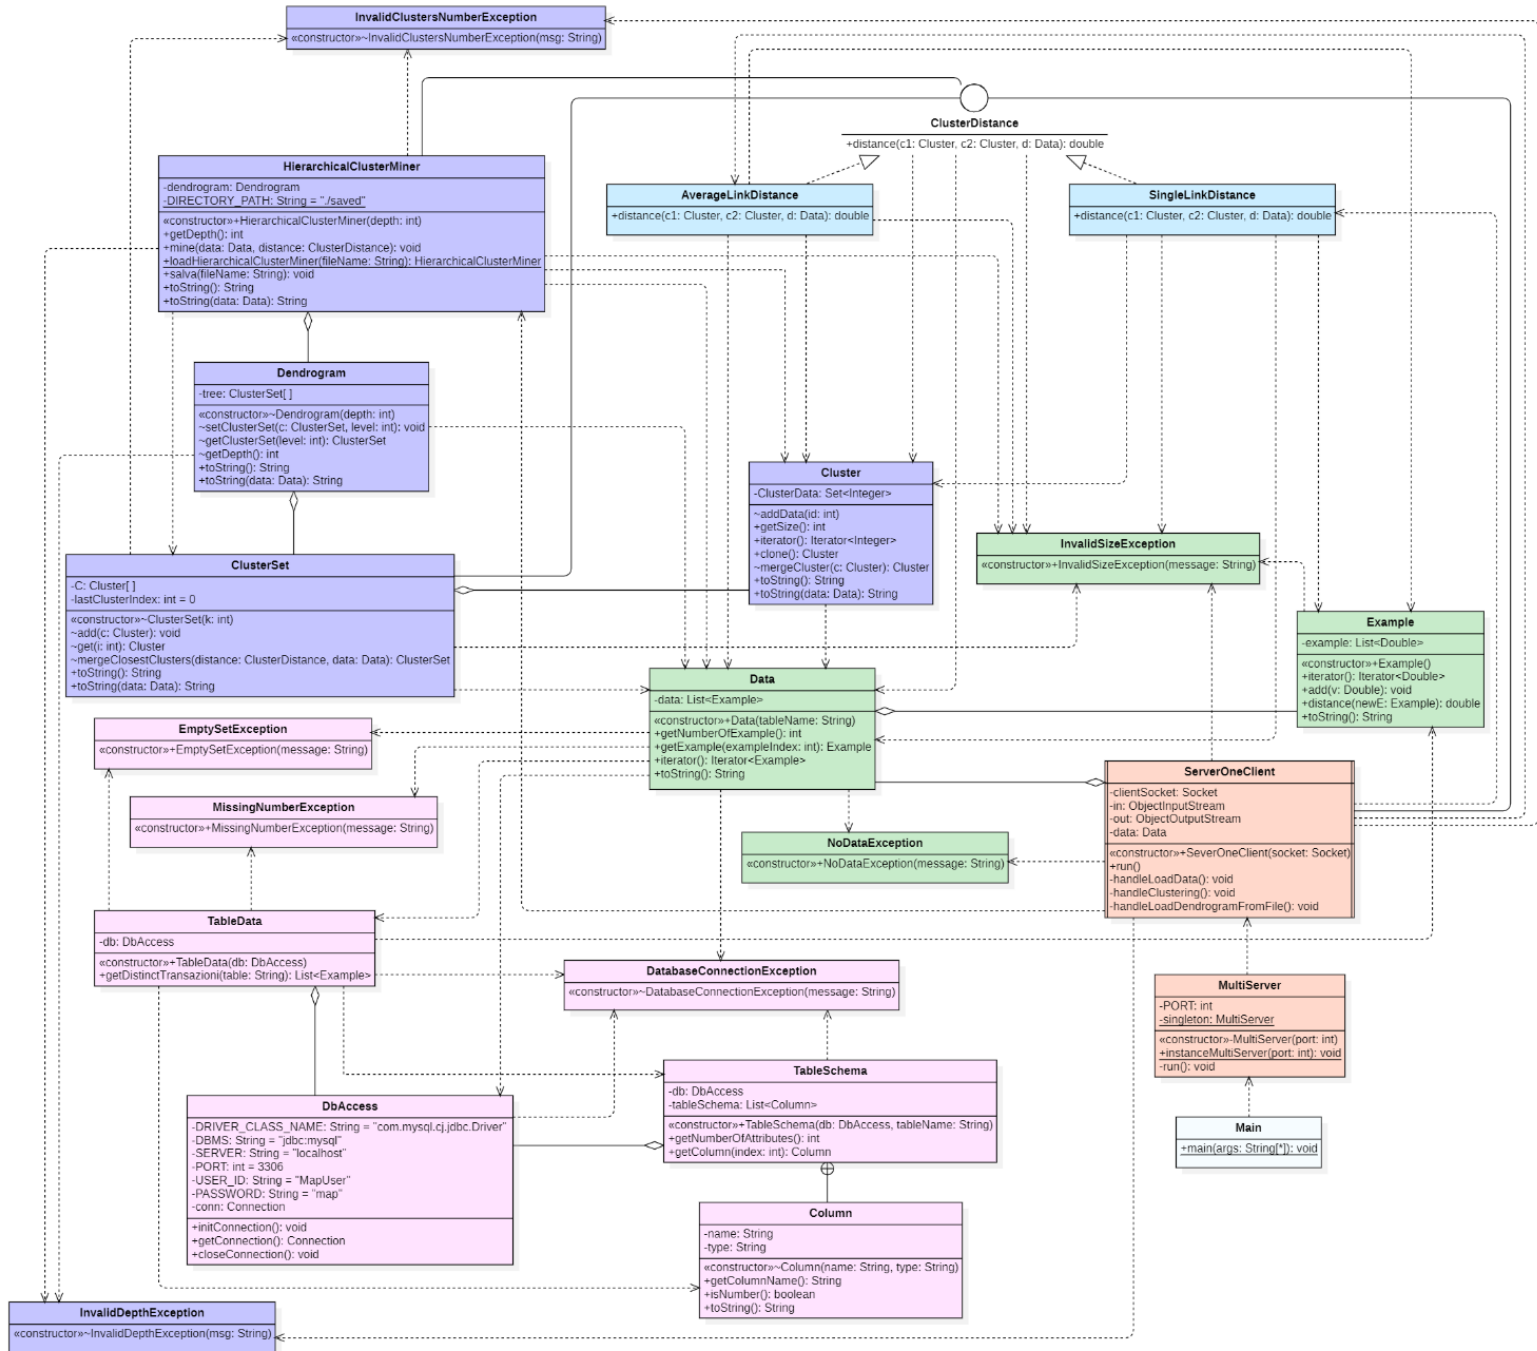 InvalidClustersNumberException
«constructor»~InvalidClustersNumberException(msg: String)
ClusterDistance
+distance(c1: Cluster, c2: Cluster, d: Data): double
HierarchicalClusterMiner
-dendrogram: Dendrogram
-DIRECTORY_PATH: String = "./saved"
«constructor»+HierarchicalClusterMiner(depth: int)
+getDepth(): int
+mine(data: Data, distance: ClusterDistance): void
+loadHierarchicalClusterMiner(fileName: String): HierarchicalClusterMiner
+salva(fileName: String): void
+toString(): String
+toString(data: Data): String
AverageLinkDistance
+distance(c1: Cluster, c2: Cluster, d: Data): double
SingleLinkDistance
+distance(c1: Cluster, c2: Cluster, d: Data): double
Dendrogram
-tree: ClusterSet[ ]
«constructor»~Dendrogram(depth: int)
~setClusterSet(c: ClusterSet, level: int): void
~getClusterSet(level: int): ClusterSet
~getDepth(): int
+toString(): String
+toString(data: Data): String
Cluster
-ClusterData: Set<Integer>
~addData(id: int)
+getSize(): int
+iterator(): Iterator<Integer>
+clone(): Cluster
~mergeCluster(c: Cluster): Cluster
+toString(): String
+toString(data: Data): String
InvalidSizeException
«constructor»+InvalidSizeException(message: String)
ClusterSet
-C: Cluster[ ]
-lastClusterIndex: int = 0
«constructor»~ClusterSet(k: int)
~add(c: Cluster): void
~get(i: int): Cluster
~mergeClosestClusters(distance: ClusterDistance, data: Data): ClusterSet
+toString(): String
+toString(data: Data): String
Example
-example: List<Double>
«constructor»+Example()
+iterator(): Iterator<Double>
+add(v: Double): void
+distance(newE: Example): double
+toString(): String
Data
-data: List<Example>
«constructor»+Data(tableName: String)
+getNumberOfExample(): int
+getExample(exampleIndex: int): Example
+iterator(): Iterator<Example>
+toString(): String
EmptySetException
«constructor»+EmptySetException(message: String)
MissingNumberException
«constructor»+MissingNumberException(message: String)
ServerOneClient
-clientSocket: Socket
-in: ObjectInputStream
-out: ObjectOutputStream
-data: Data
«constructor»+SeverOneClient(socket: Socket)
+run()
-handleLoadData(): void
-handleClustering(): void
-handleLoadDendrogramFromFile(): void
NoDataException
«constructor»+NoDataException(message: String)
TableData
-db: DbAccess
«constructor»+TableData(db: DbAccess)
+getDistinctTransazioni(table: String): List<Example>
DatabaseConnectionException
«constructor»~DatabaseConnectionException(message: String)
MultiServer
-PORT: int
-singleton: MultiServer
«constructor»-MultiServer(port: int)
+instanceMultiServer(port: int): void
-run(): void
TableSchema
-db: DbAccess
-tableSchema: List<Column>
«constructor»+TableSchema(db: DbAccess, tableName: String)
+getNumberOfAttributes(): int
+getColumn(index: int): Column
DbAccess
-DRIVER_CLASS_NAME: String = "com.mysql.cj.jdbc.Driver"
-DBMS: String = "jdbc:mysql"
-SERVER: String = "localhost"
-PORT: int = 3306
-USER_ID: String = "MapUser"
-PASSWORD: String = "map"
-conn: Connection
+initConnection(): void
+getConnection(): Connection
+closeConnection(): void
Main
+main(args: String[*]): void
Column
-name: String
-type: String
«constructor»~Column(name: String, type: String)
+getColumnName(): String
+isNumber(): boolean
+toString(): String
InvalidDepthException
«constructor»~InvalidDepthException(msg: String)